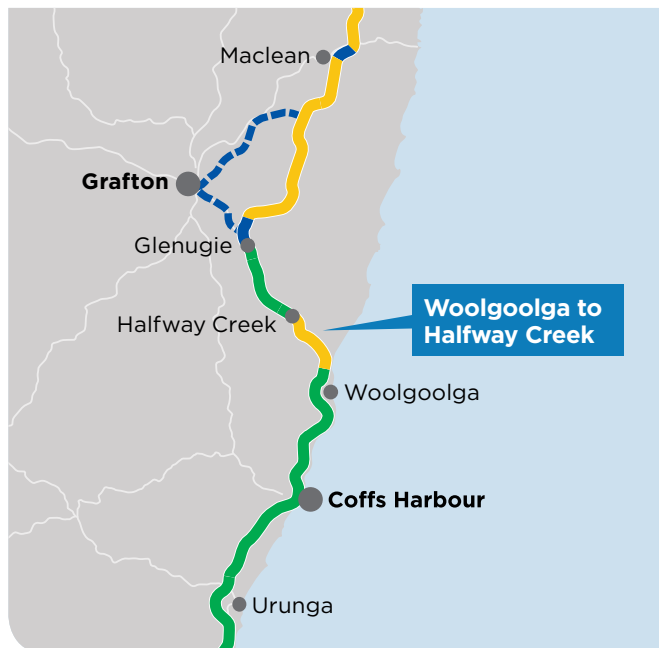 Maclean
Grafton
Glenugie
Halfway Creek
Woolgoolga to
Halfway Creek
Woolgoolga
Coffs Harbour
Urunga